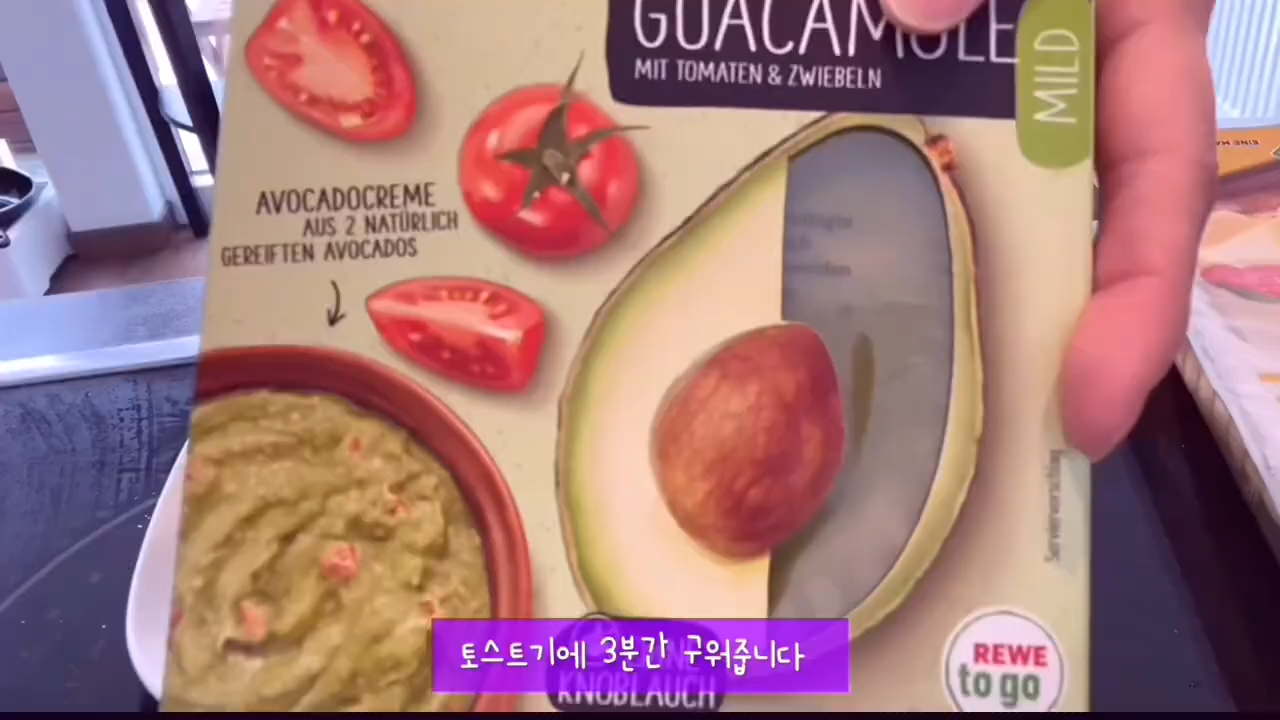 GUACAMOLE
MIT TOMATEN & ZWIEBELN
MILD
AVOCADOCREME
AUS 2 NATÜRLICH
GEREIFTEN AVOCADOS
Serviervorschlag
토스트기에 3분간 구워줍니다
KNOBLAUCH
REWE
to go